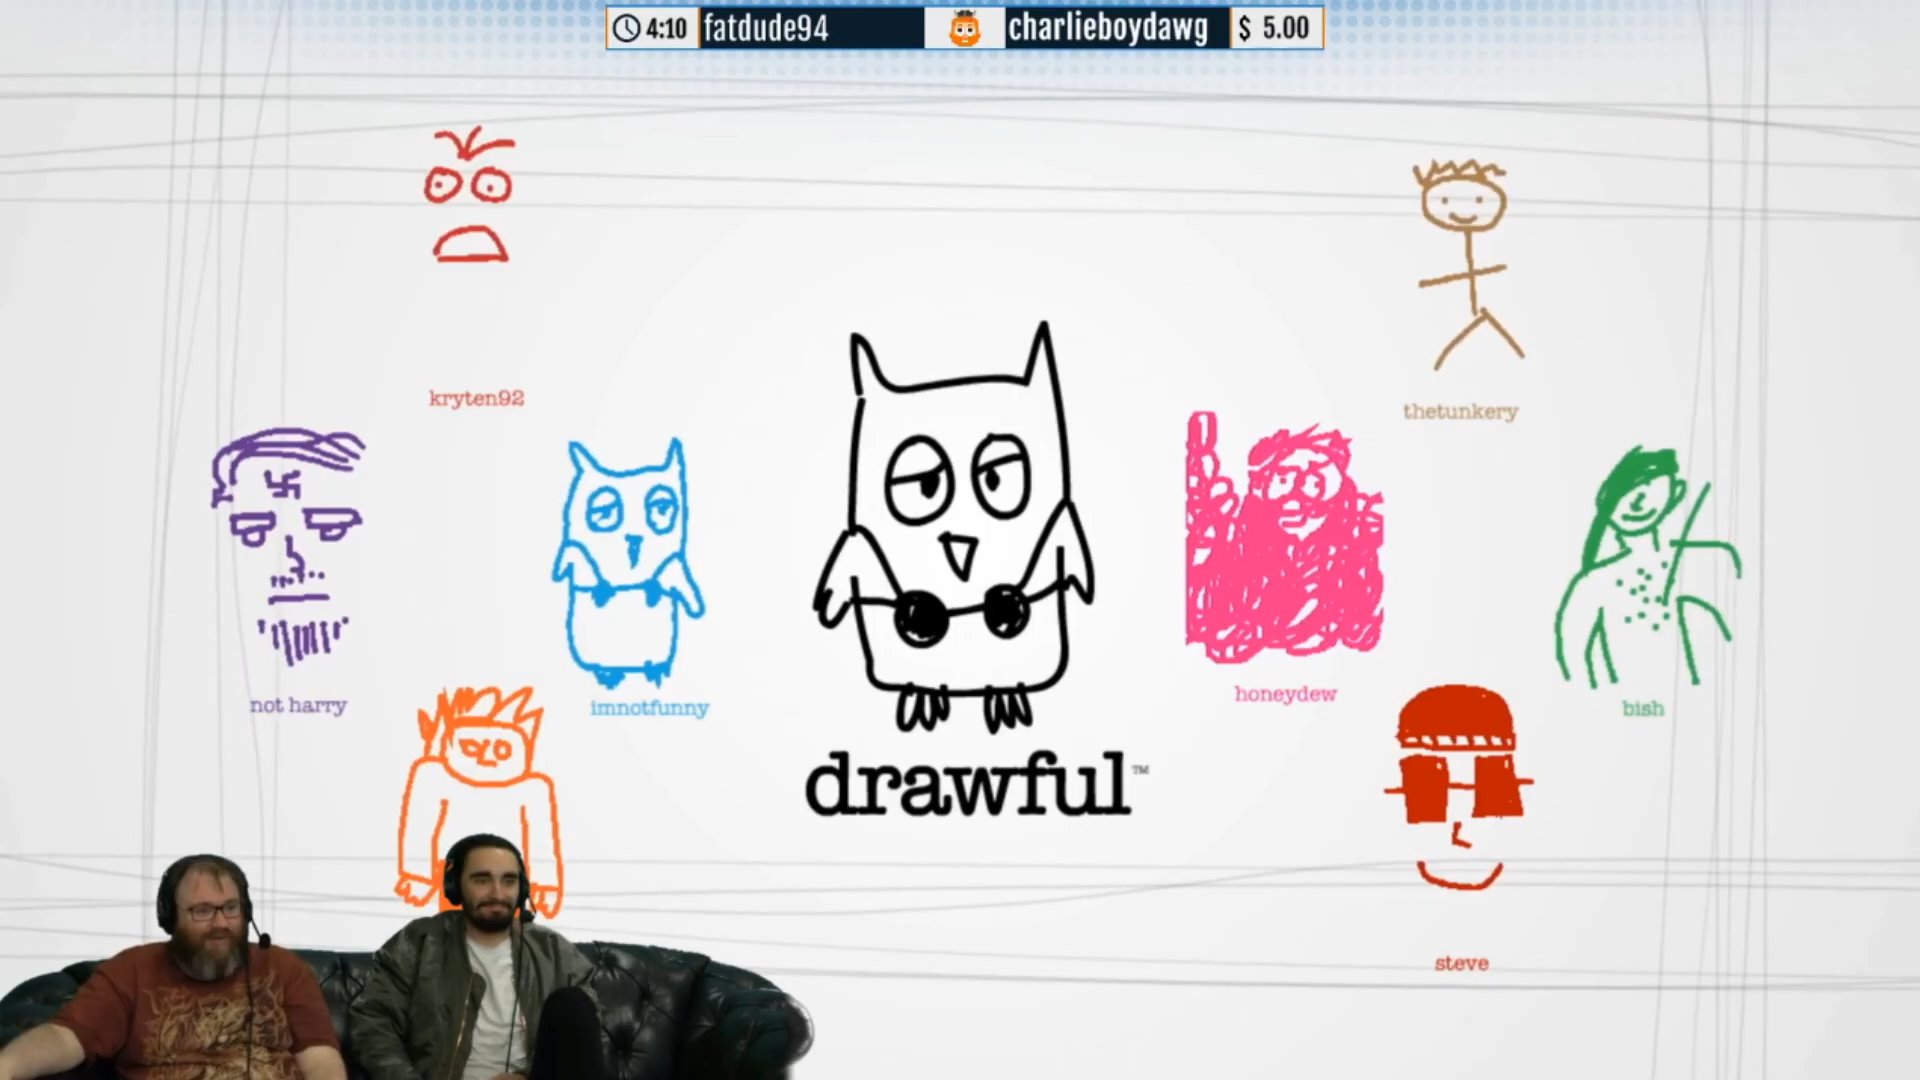 4:10 fatdude94 charlieboydawg $ 5.00
kryten92
thetunkery
not harry
imnotfunny
honeydew
bish
drawful™
steve